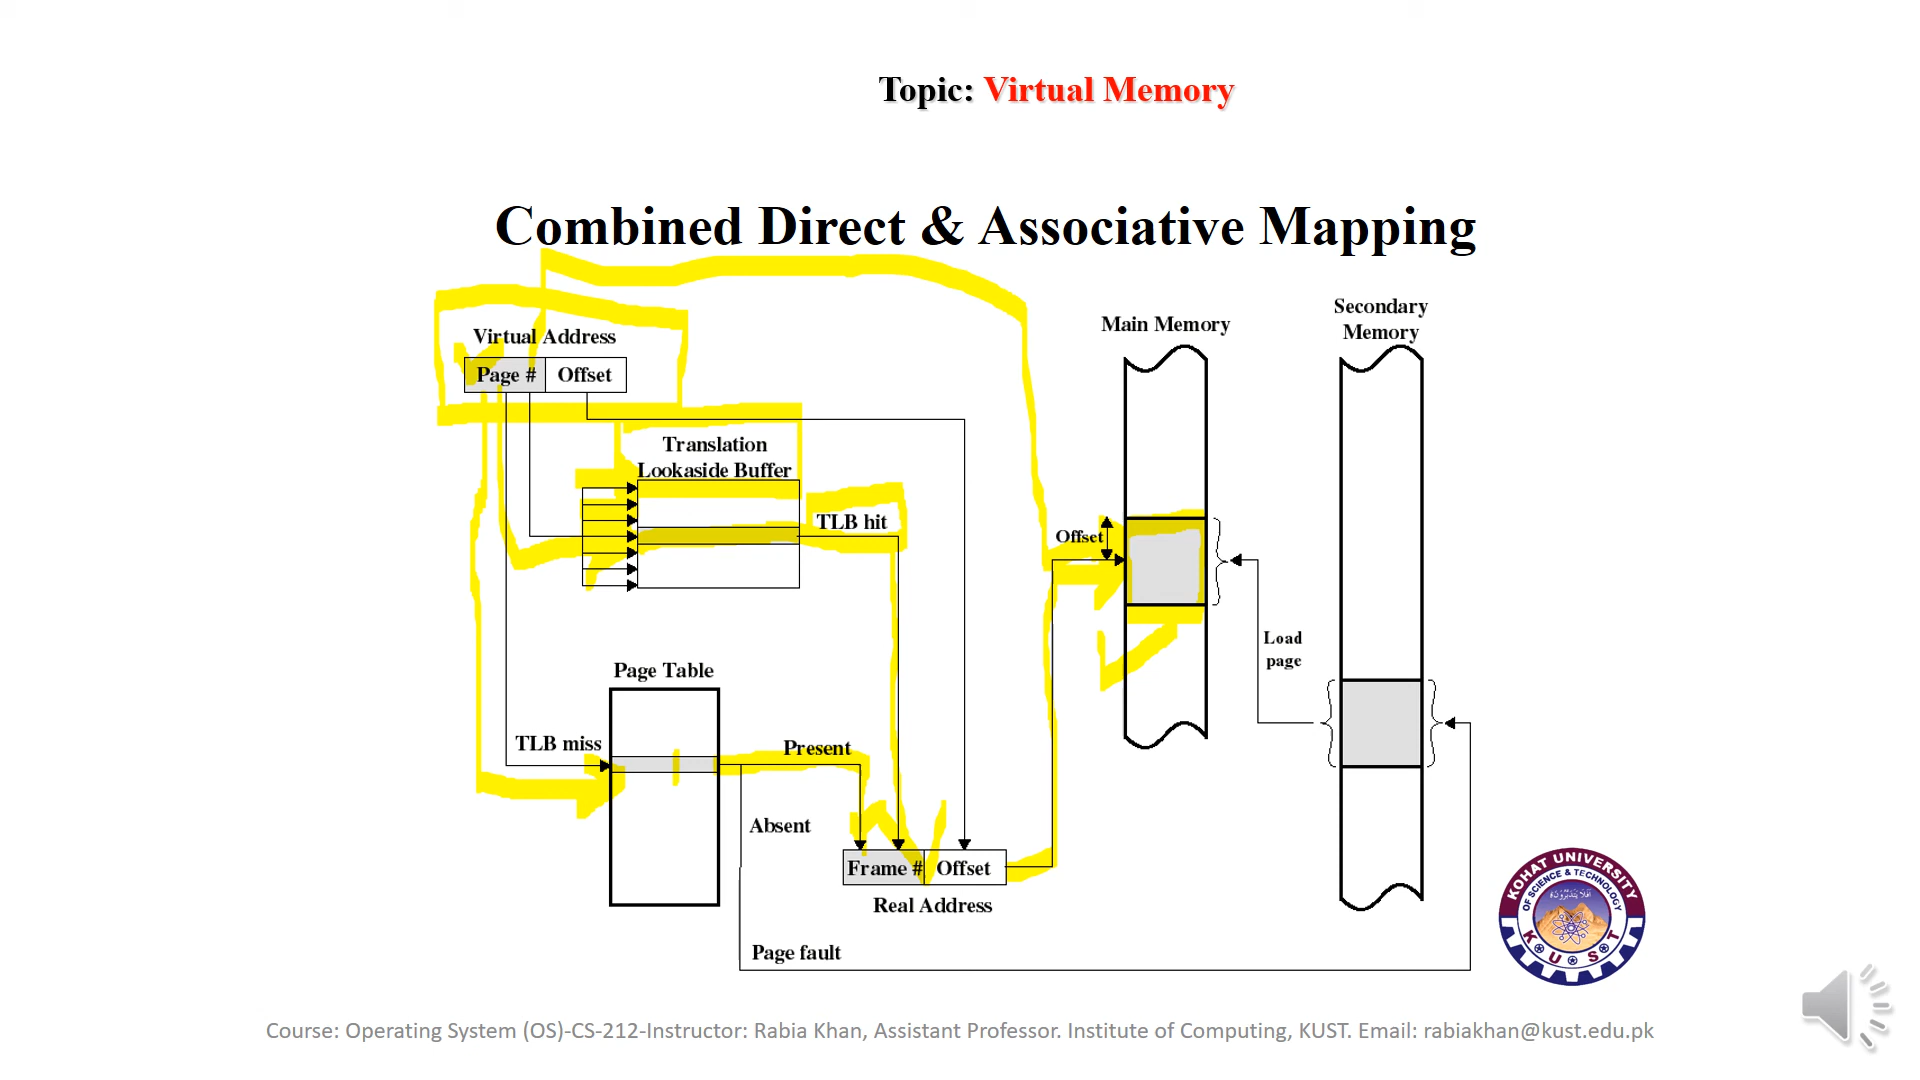 Topic: Virtual Memory
Combined Direct & Associative Mapping
Virtual Address
Page #
Offset
Translation
Lookaside Buffer
TLB hit
Page Table
TLB miss
Present
Absent
Frame #
Offset
Real Address
Page fault
Main Memory
Offset
Secondary
Memory
Load
page
KOHAT UNIVERSITY
OF SCIENCE & TECHNOLOGY
K U S T
Course: Operating System (OS)-CS-212-Instructor: Rabia Khan, Assistant Professor. Institute of Computing, KUST. Email: rabiakhan@kust.edu.pk